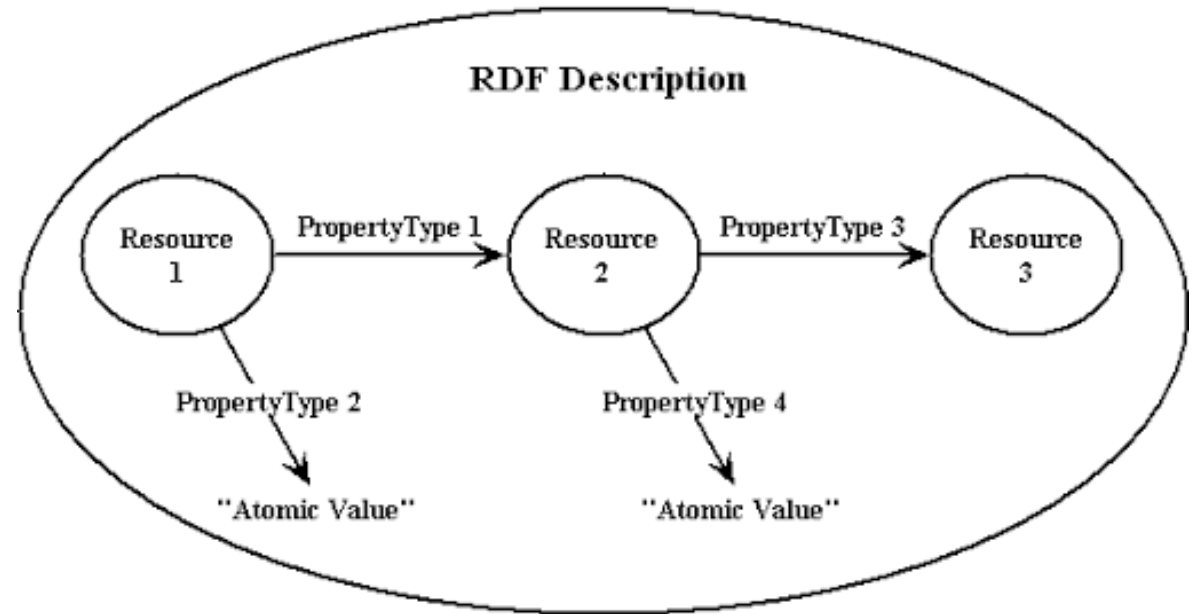 RDF Description
PropertyType 1
PropertyType 3
Resource
1
Resource
2
Resource
3
PropertyType 2
PropertyType 4
"Atomic Value"
"Atomic Value"